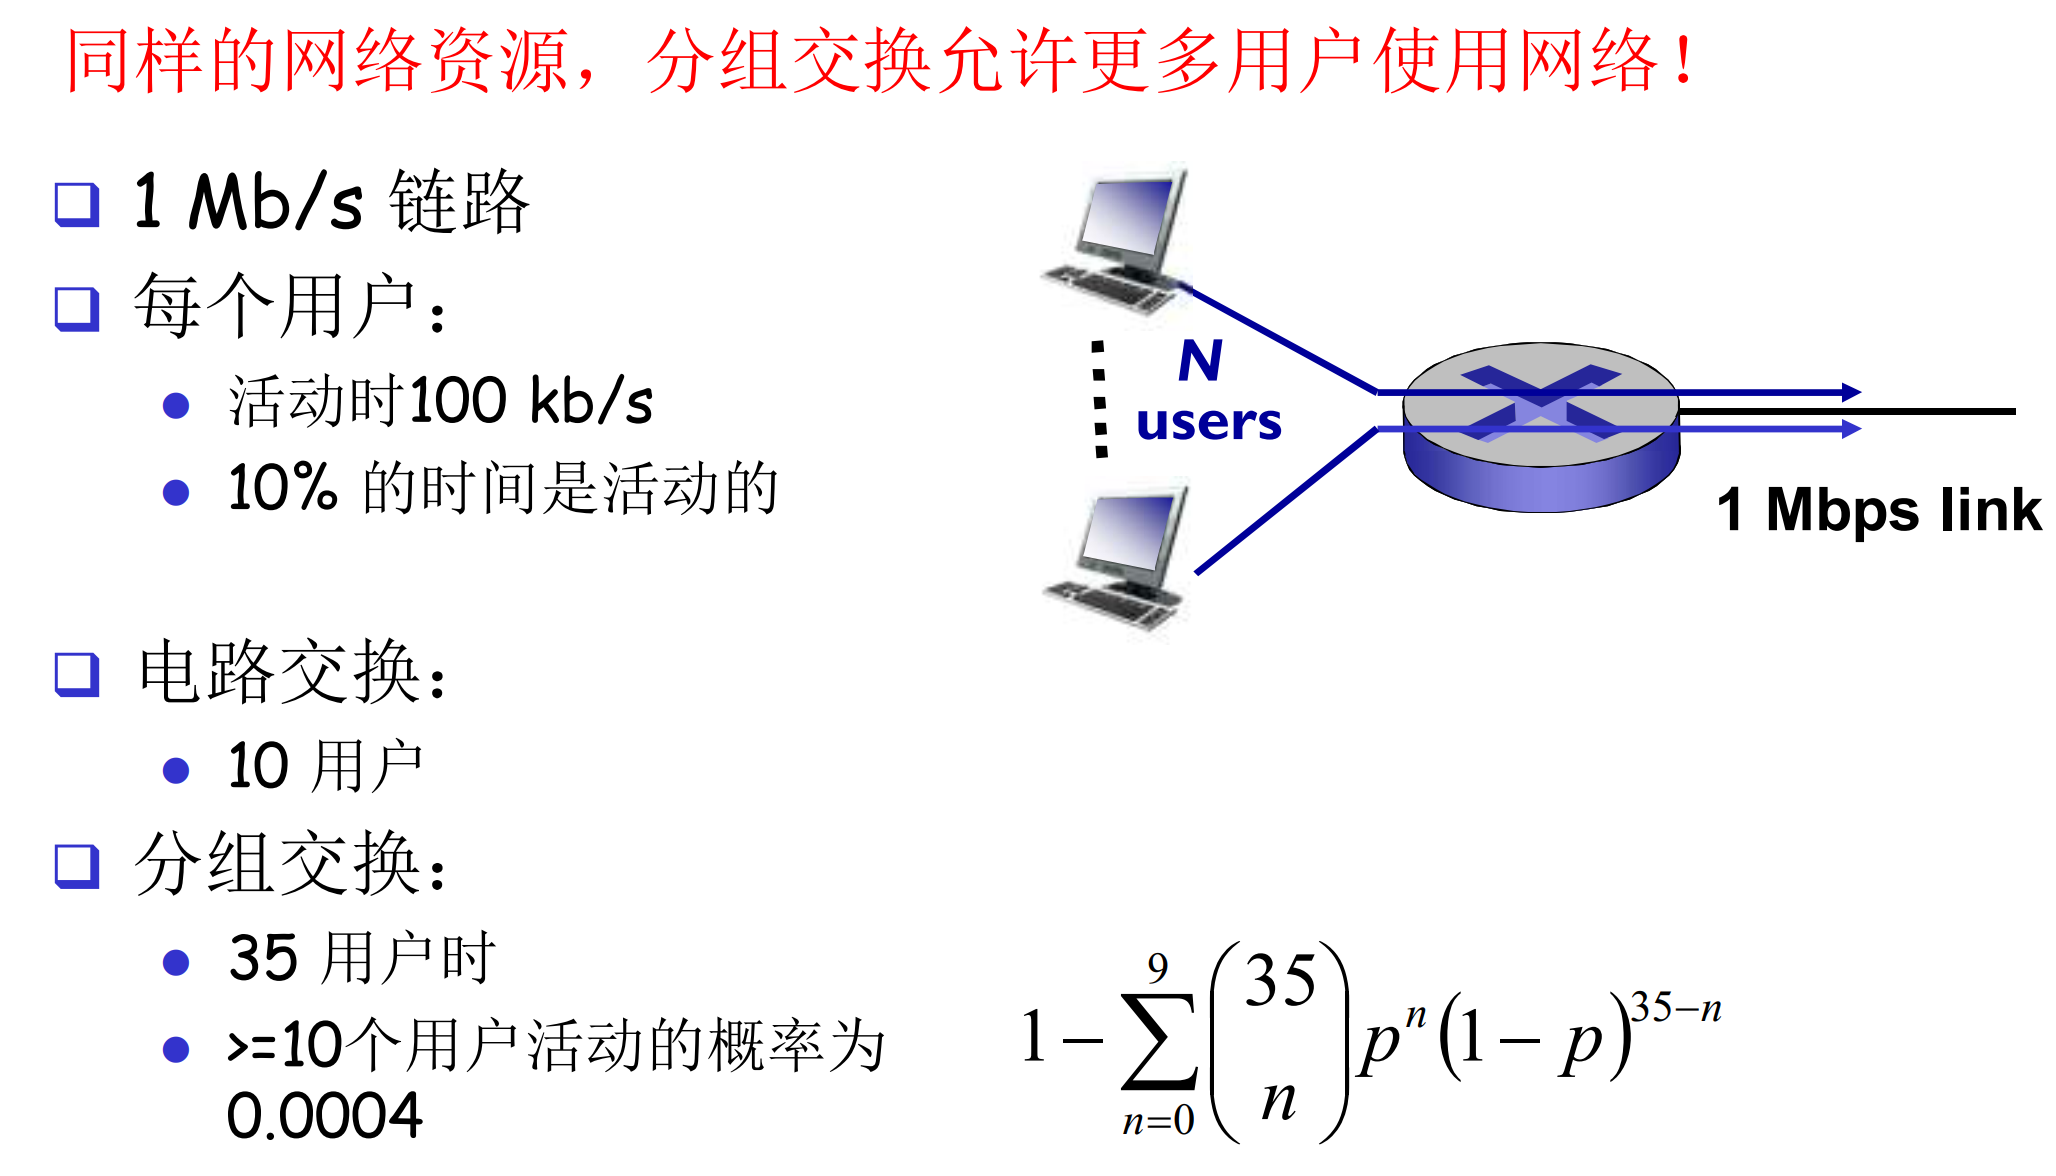 同样的网络资源，分组交换允许更多用户使用网络！
1 Mb/s 链路
每个用户：
活动时100 kb/s
10% 的时间是活动的
N
users
1 Mbps link
电路交换：
10 用户
分组交换：
35 用户时
>=10个用户活动的概率为
0.0004
1 − ∑_{n=0}^{9} \binom{35}{n} p^n (1 − p)^{35−n}